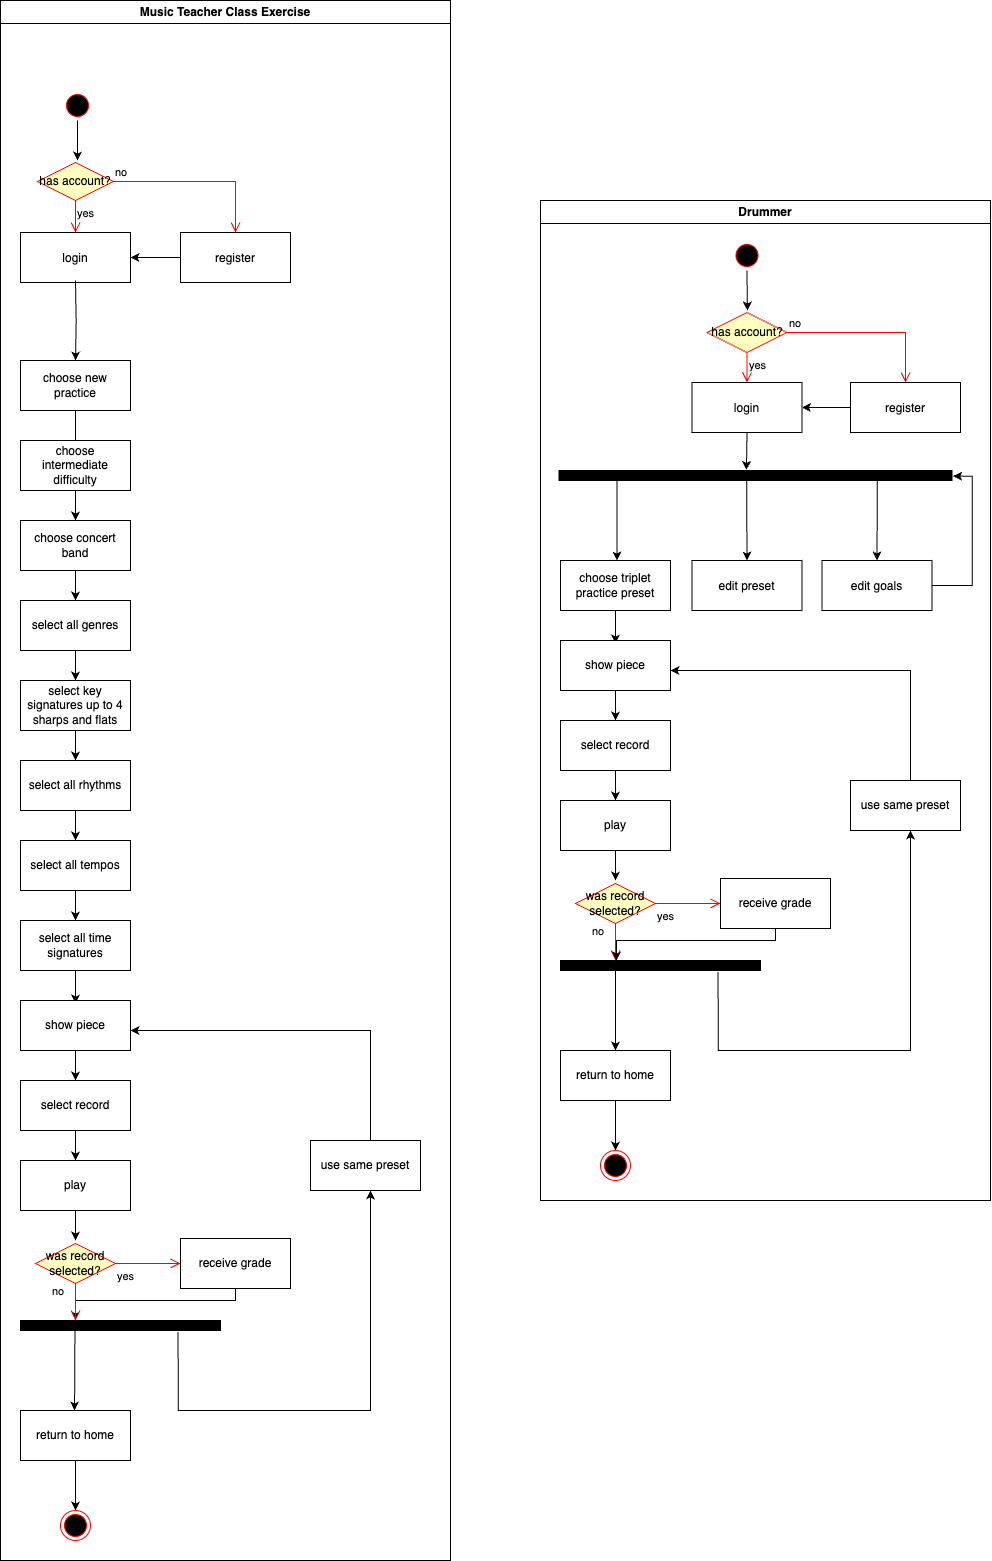 Music Teacher Class Exercise
has account?
no
yes
login
register
choose new
practice
choose
intermediate
difficulty
choose concert
band
select all genres
select key
signatures up to 4
sharps and flats
select all rhythms
select all tempos
select all time
signatures
show piece
select record
play
use same preset
was record
selected?
yes
no
receive grade
return to home
Drummer
has account?
no
yes
login
register
choose triplet
practice preset
edit preset
edit goals
show piece
select record
play
use same preset
was record
selected?
yes
no
receive grade
return to home